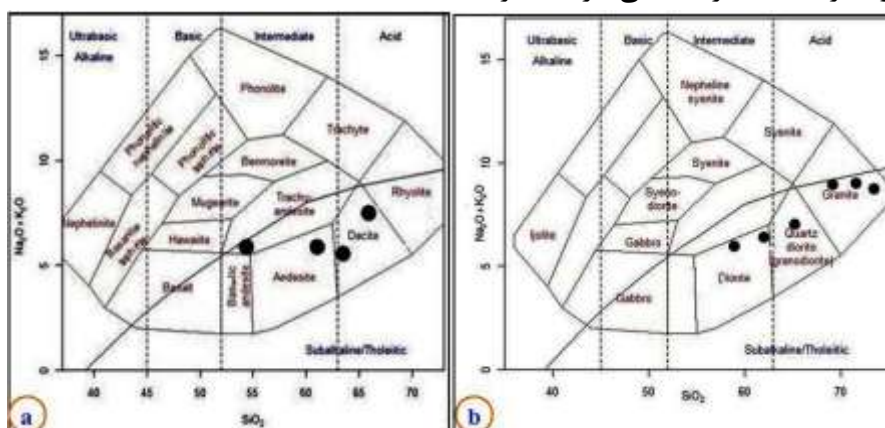 Ultrabasic Basic Intermediate Acid
Alkaline
Phonolite
Trachyte
Benmoreite
Rhyolite
Nephelinite
Mugearite
Trachy-
andesite
Dacite
Hawaiite
Basalt
Basaltic
andesite
Andesite
Subalkaline/Tholeiitic
Na₂O + K₂O
0 5 10 15
40 45 50 55 60 65 70
SiO₂
a
Ultrabasic Basic Intermediate Acid
Alkaline
Nepheline
syenite
Syenite
Syenite
Granite
Ijolite
Gabbro
Quartz
diorite
(granodiorite)
Diorite
Gabbro
Subalkaline/Tholeiitic
Na₂O + K₂O
0 5 10 15
40 50 60 70
SiO₂
b